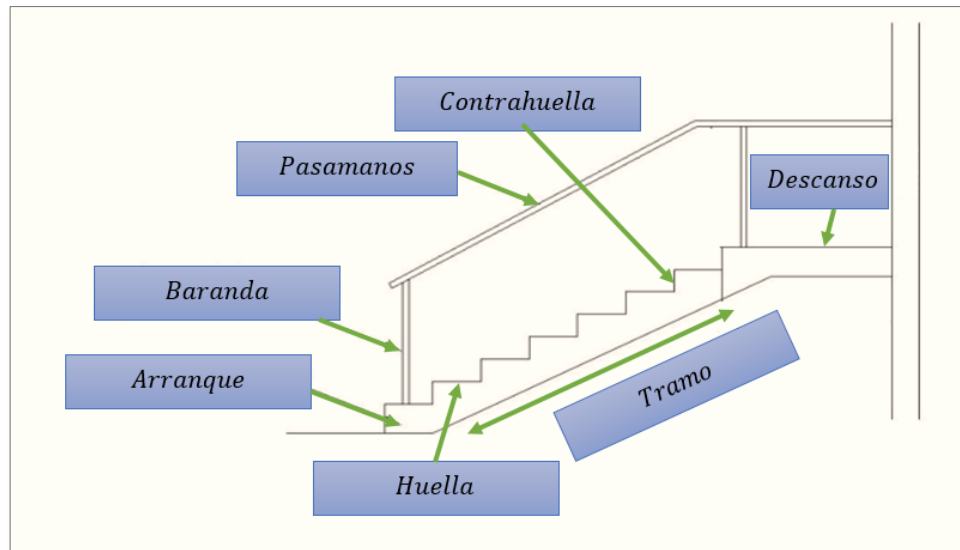 Contrahuella
Pasamanos
Descanso
Baranda
Arranque
Tramo
Huella